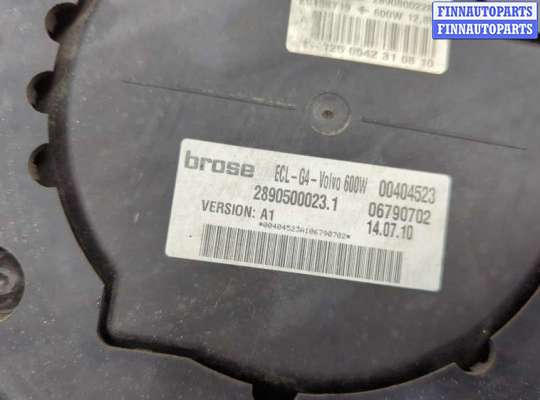 FINNAUTOPARTS
FINNAUTOPARTS
FINNAUTOPARTS
600W
brose ECL-G4-Volvo 600W 00404523
2890500023.1 06790702
VERSION: A1 14.07.10
*00404523A106790702*